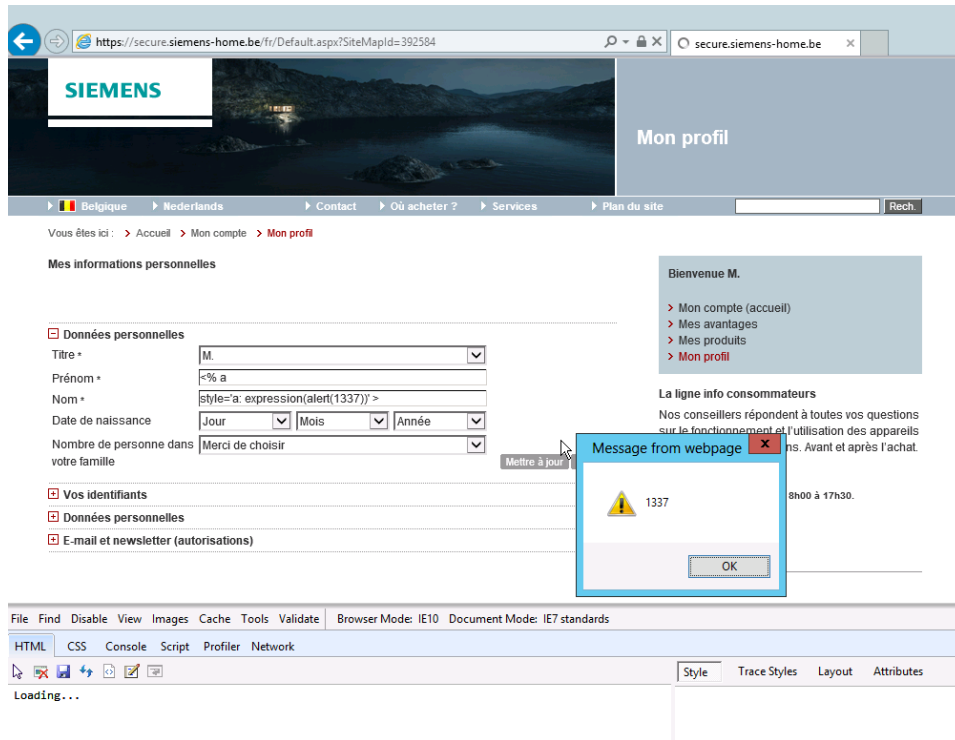 https://secure.siemens-home.be/fr/Default.aspx?SiteMapId=392584
secure.siemens-home.be
SIEMENS
Mon profil
Belgique Nederlands Contact Où acheter ? Services Plan du site Rech.
Vous êtes ici : Accueil Mon compte Mon profil
Mes informations personnelles
Bienvenue M.
Mon compte (accueil)
Mes avantages
Mes produits
Mon profil
Données personnelles
Titre * M.
Prénom * <% a
Nom * style='a: expression(alert(1337))' >
Date de naissance Jour Mois Année
Nombre de personne dans votre famille Merci de choisir
Mettre à jour
La ligne info consommateurs
Nos conseillers répondent à toutes vos questions
sur le fonctionnement et l'utilisation des appareils
ns. Avant et après l'achat.
8h00 à 17h30.
Message from webpage x
1337
OK
Vos identifiants
Données personnelles
E-mail et newsletter (autorisations)
File Find Disable View Images Cache Tools Validate Browser Mode: IE10 Document Mode: IE7 standards
HTML CSS Console Script Profiler Network
Style Trace Styles Layout Attributes
Loading...